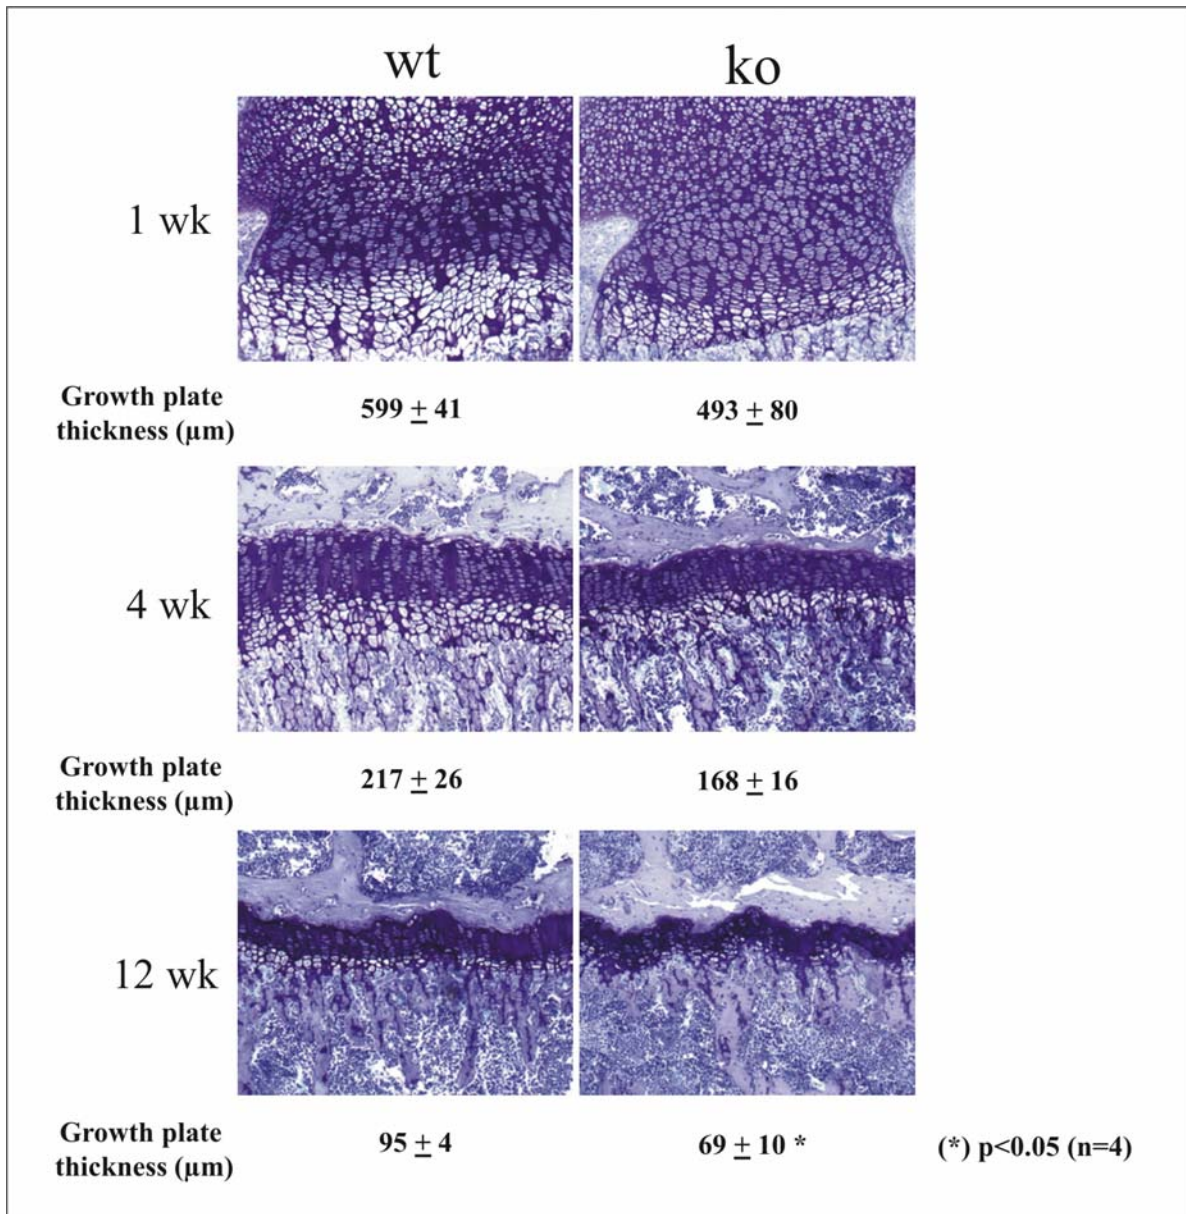 wt ko
1 wk
Growth plate
thickness (µm)
599 ± 41 493 ± 80
4 wk
Growth plate
thickness (µm)
217 ± 26 168 ± 16
12 wk
Growth plate
thickness (µm)
95 ± 4 69 ± 10 * (*) p<0.05 (n=4)